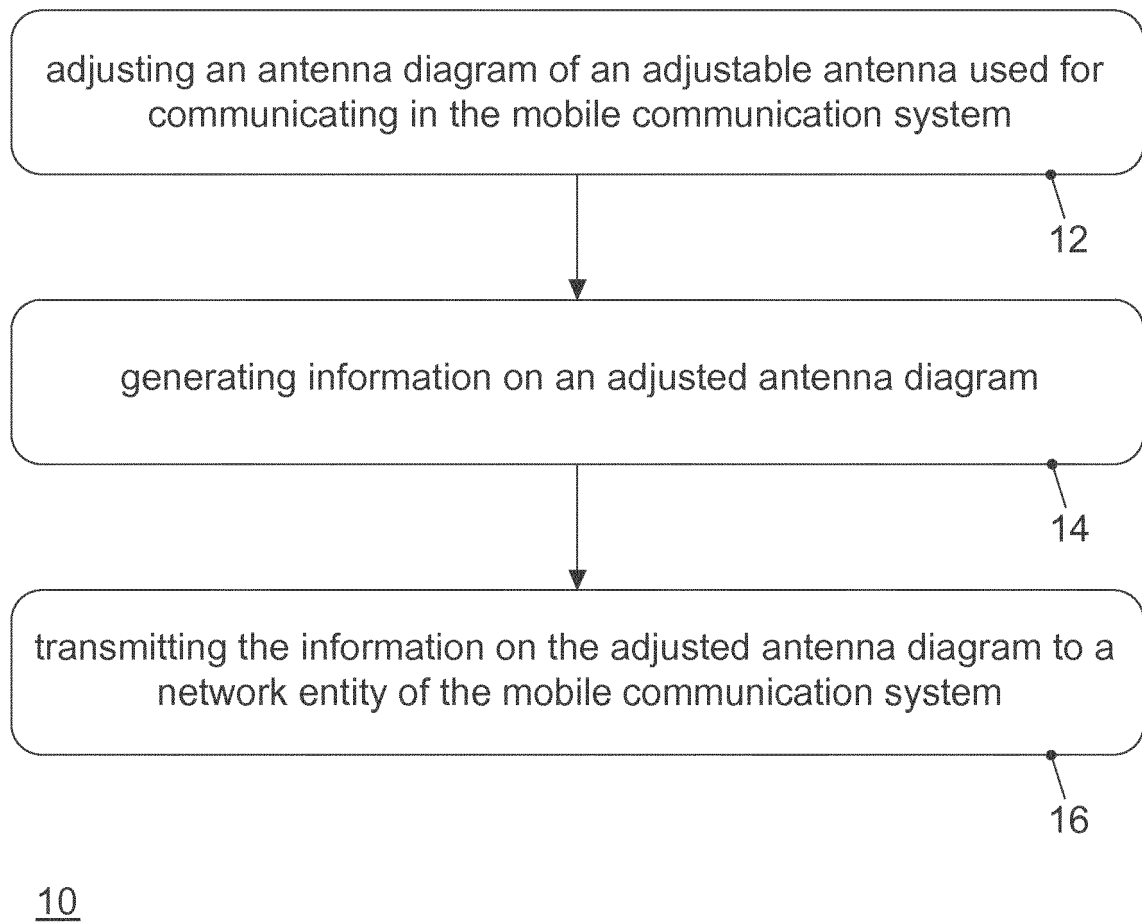 adjusting an antenna diagram of an adjustable antenna used for
communicating in the mobile communication system
12
generating information on an adjusted antenna diagram
14
transmitting the information on the adjusted antenna diagram to a
network entity of the mobile communication system
16
10